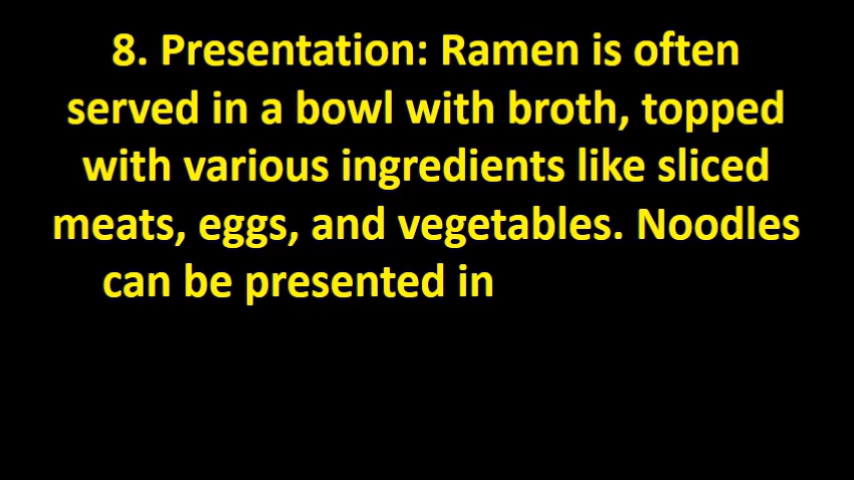 8. Presentation: Ramen is often
served in a bowl with broth, topped
with various ingredients like sliced
meats, eggs, and vegetables. Noodles
can be presented in